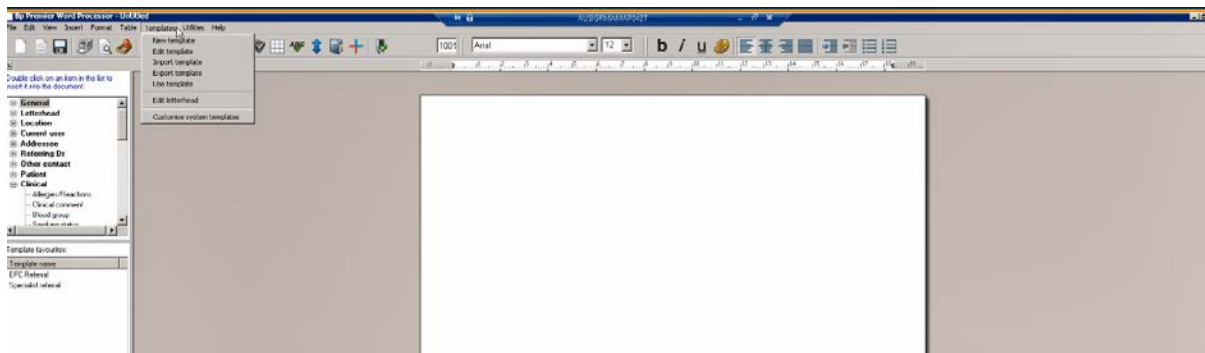 Bp Premier Word Processor - Untitled
File Edit View Insert Format Table Templates Utilities Help
New template
Edit template
Import template
Export template
Use template
Edit letterhead
Customise system templates
100%
Arial
12
b i u
Double click on an item in the list to
insert it into the document.
General
Letterhead
Location
Current user
Addressee
Referring Dr
Other contact
Patient
Clinical
Allergies/Reactions
Clinical comment
Blood group
Smoking status
Template favourites:
Template name
EPC Referral
Specialist referral